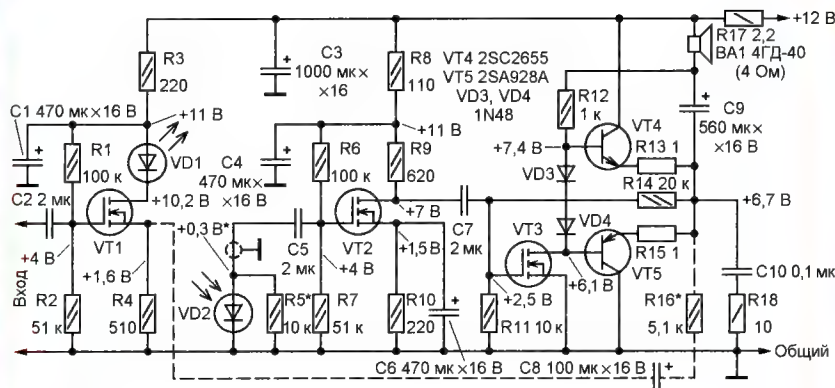 +12 В
R17 2,2
BA1 4ГД-40
(4 Ом)
R3
220
C3
1000 мк×
×16
R8
110
VT4 2SC2655
VT5 2SA928A
VD3, VD4
1N48
R12
1 к
C9
560 мк×
×16В
C1 470 мк×16 В
+11 В
+11 В
VT4
R13 1
+7,4 В
R1
100 к
VD1
C4
470 мк×
×16В
R6
100 к
R9
620
VD3
R14 20 к
C2 2 мк
+10,2 В
+7 В
+6,7 В
C7
2 мк
VD4
VT3
VT1
+0,3 В*
VT2
C5
2 мк
+1,5 В
R15 1
+4 В
+4 В
VT5
+6,1 В
C10 0,1 мк
Вход
+1,6 В
+2,5 В
R2
51 к
R4
510
VD2
R5*
10 к
R7
51 к
R10
220
R11 10 к
R16*
5,1 к
R18
10
Общий
C6 470 мк×16В
C8 100 мк×16В